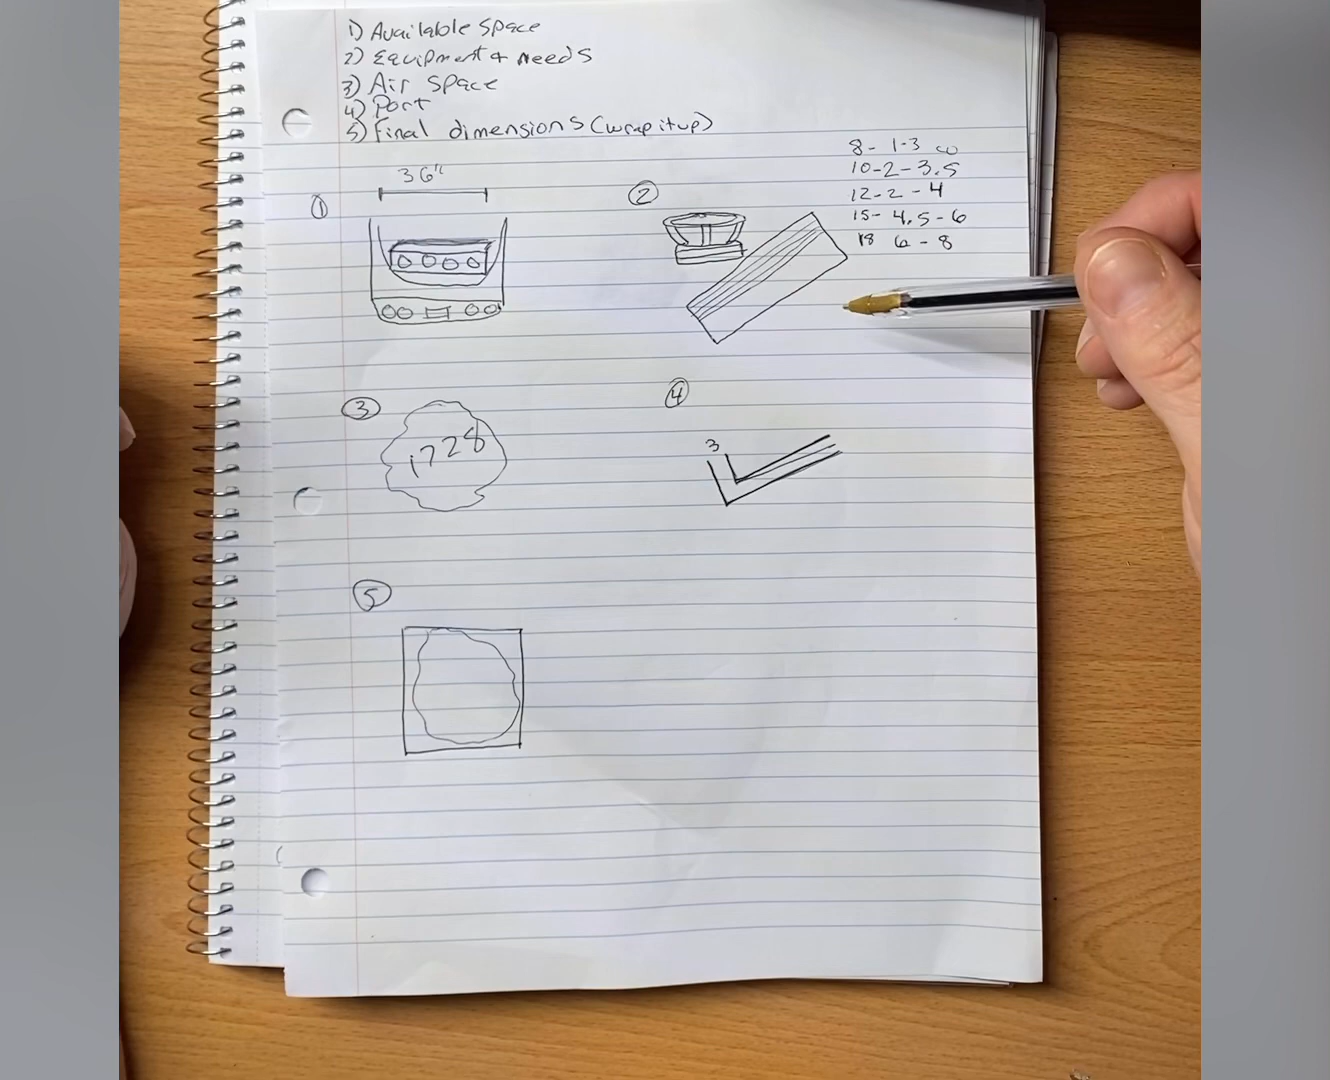 1) Available space
2) Equipment & needs
3) Air space
4) Port
5) Final dimensions (wrap it up)
8 - 1-3
10-2-3.5
12-2-4
15-4.5-6
18 6-8
36"
①
②
③
1728
④
3
⑤